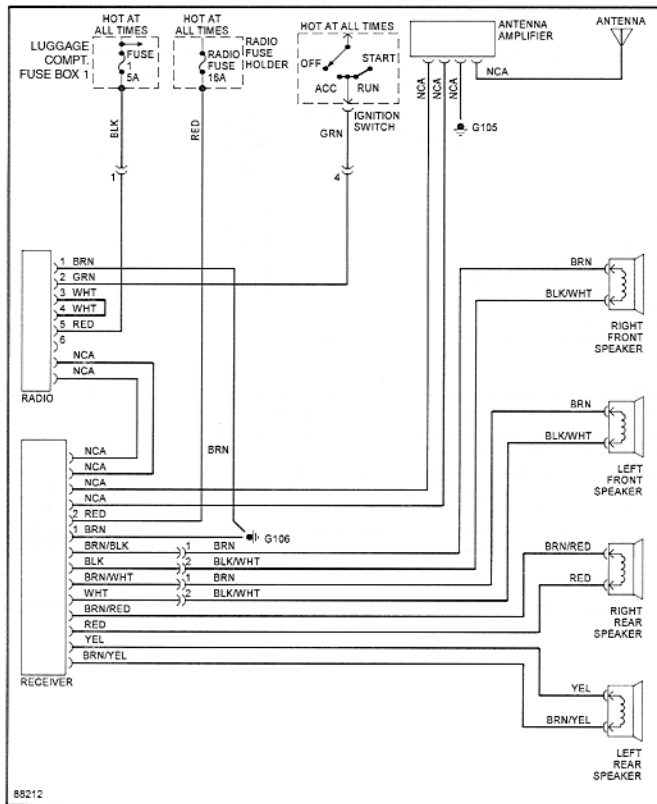 HOT AT
ALL TIMES
LUGGAGE
COMPT.
FUSE BOX 1
FUSE
1
5A
HOT AT
ALL TIMES
RADIO
FUSE
16A
RADIO
FUSE
HOLDER
HOT AT ALL TIMES
OFF
START
ACC
RUN
IGNITION
SWITCH
ANTENNA
AMPLIFIER
ANTENNA
NCA
NCA
NCA
NCA
G105
BLK
RED
GRN
1
4
1 BRN
2 GRN
3 WHT
4 WHT
5 RED
6
NCA
NCA
RADIO
BRN
NCA
NCA
NCA
NCA
2 RED
1 BRN
G106
BRN/BLK 1 BRN
BLK 2 BLK/WHT
BRN/WHT 1 BRN
WHT 2 BLK/WHT
BRN/RED
RED
YEL
BRN/YEL
RECEIVER
BRN
BLK/WHT
RIGHT
FRONT
SPEAKER
BRN
BLK/WHT
LEFT
FRONT
SPEAKER
BRN/RED
RED
RIGHT
REAR
SPEAKER
YEL
BRN/YEL
LEFT
REAR
SPEAKER
88212